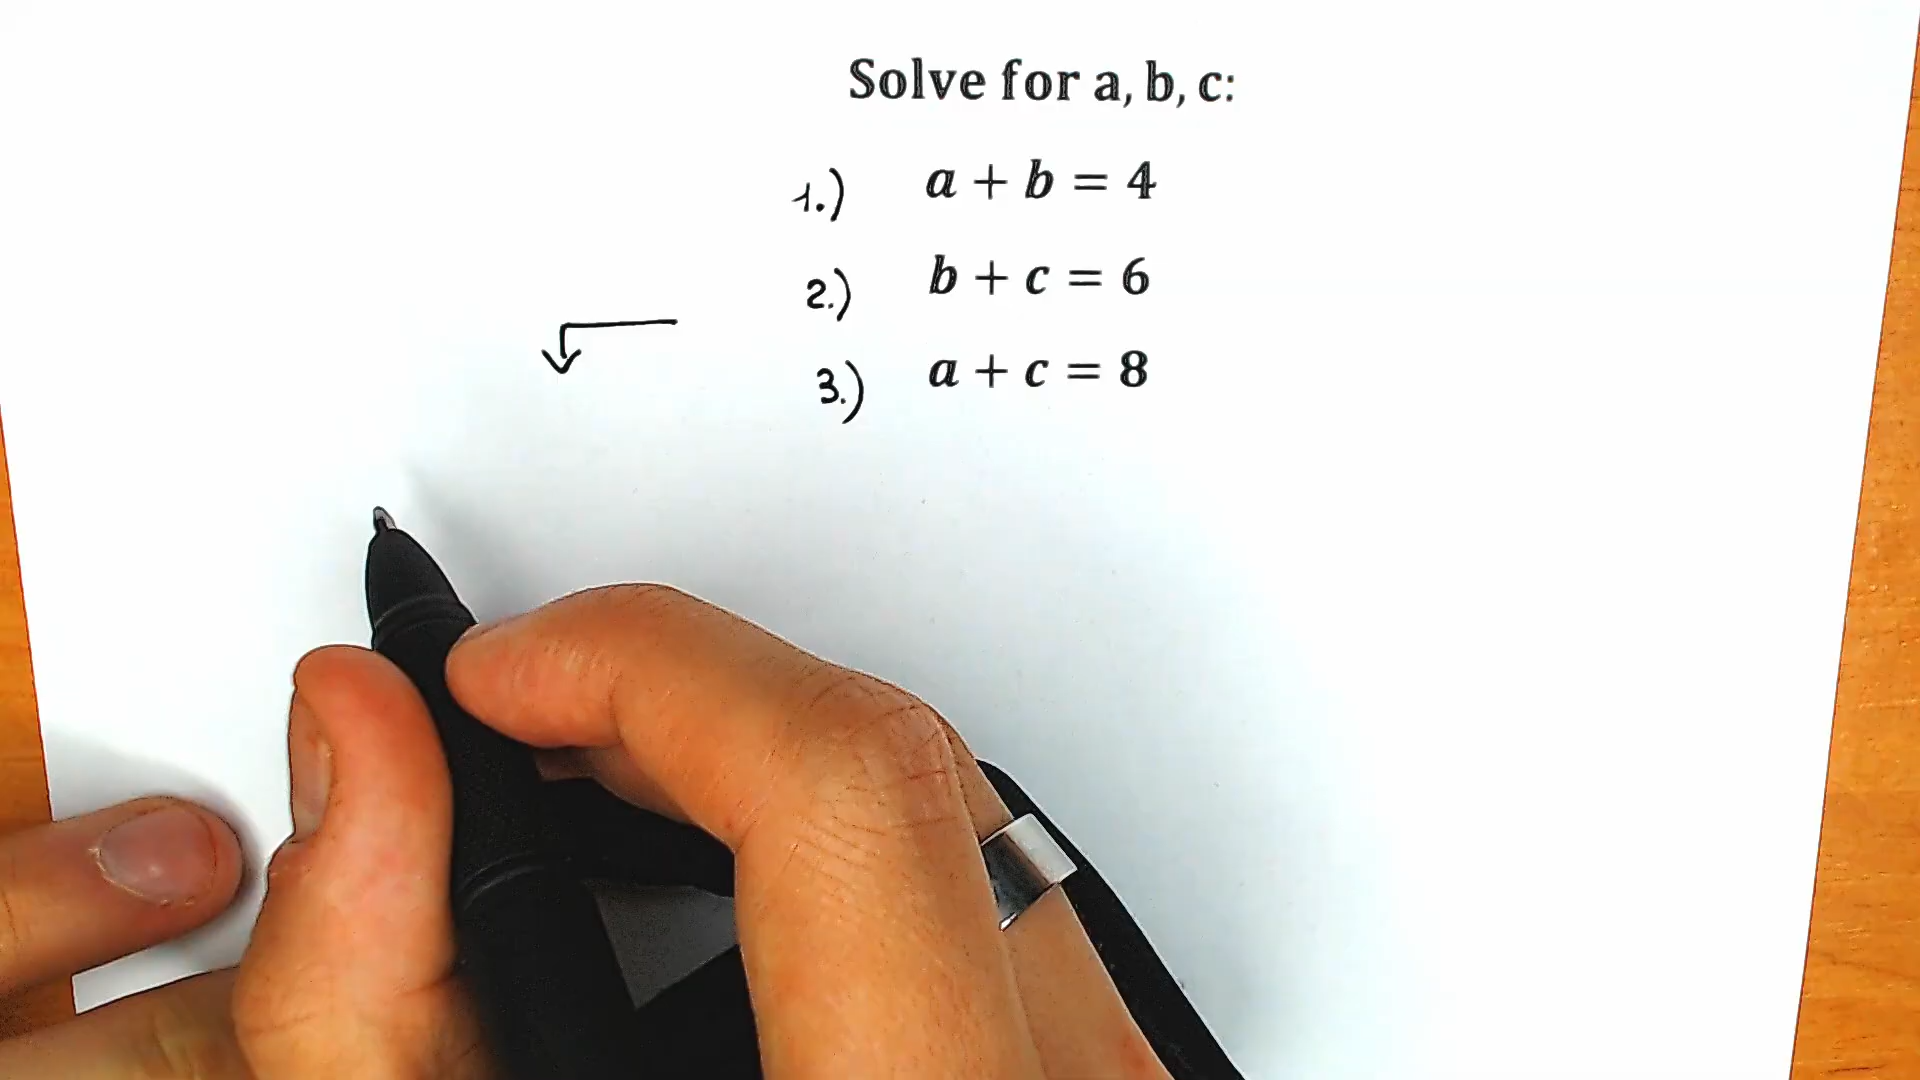 Solve for a, b, c:
1.) a + b = 4
2.) b + c = 6
3.) a + c = 8